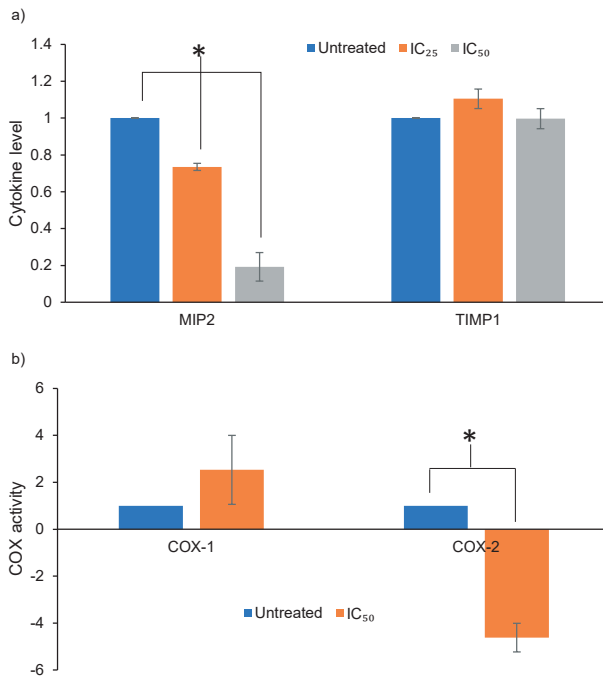 a)
1.4
1.2
1
0.8
0.6
0.4
0.2
0
Cytokine level
Untreated IC₂₅ IC₅₀
*
MIP2 TIMP1
b)
6
4
2
0
-2
-4
-6
COX activity
*
COX-1 COX-2
Untreated IC₅₀